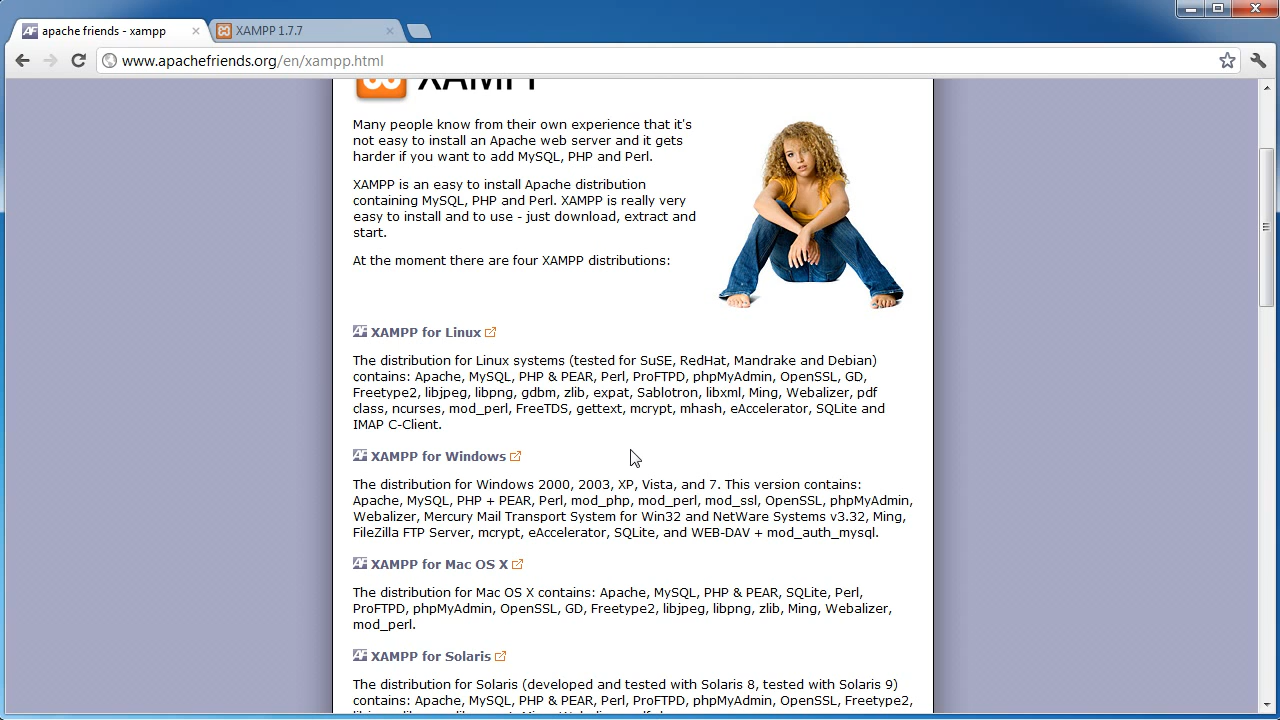 apache friends - xampp
XAMPP 1.7.7
www.apachefriends.org/en/xampp.html
XAMPP
Many people know from their own experience that it's
not easy to install an Apache web server and it gets
harder if you want to add MySQL, PHP and Perl.
XAMPP is an easy to install Apache distribution
containing MySQL, PHP and Perl. XAMPP is really very
easy to install and to use - just download, extract and
start.
At the moment there are four XAMPP distributions:
XAMPP for Linux
The distribution for Linux systems (tested for SuSE, RedHat, Mandrake and Debian)
contains: Apache, MySQL, PHP & PEAR, Perl, ProFTPD, phpMyAdmin, OpenSSL, GD,
Freetype2, libjpeg, libpng, gdbm, zlib, expat, Sablotron, libxml, Ming, Webalizer, pdf
class, ncurses, mod_perl, FreeTDS, gettext, mcrypt, mhash, eAccelerator, SQLite and
IMAP C-Client.
XAMPP for Windows
The distribution for Windows 2000, 2003, XP, Vista, and 7. This version contains:
Apache, MySQL, PHP + PEAR, Perl, mod_php, mod_perl, mod_ssl, OpenSSL, phpMyAdmin,
Webalizer, Mercury Mail Transport System for Win32 and NetWare Systems v3.32, Ming,
FileZilla FTP Server, mcrypt, eAccelerator, SQLite, and WEB-DAV + mod_auth_mysql.
XAMPP for Mac OS X
The distribution for Mac OS X contains: Apache, MySQL, PHP & PEAR, SQLite, Perl,
ProFTPD, phpMyAdmin, OpenSSL, GD, Freetype2, libjpeg, libpng, zlib, Ming, Webalizer,
mod_perl.
XAMPP for Solaris
The distribution for Solaris (developed and tested with Solaris 8, tested with Solaris 9)
contains: Apache, MySQL, PHP & PEAR, Perl, ProFTPD, phpMyAdmin, OpenSSL, Freetype2,